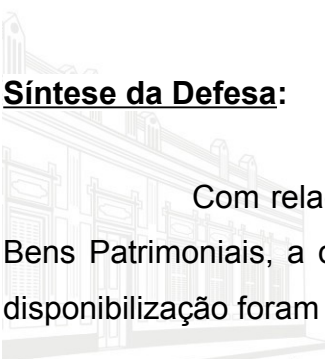 Síntese da Defesa:
Com rela
Bens Patrimoniais, a
disponibilização foram